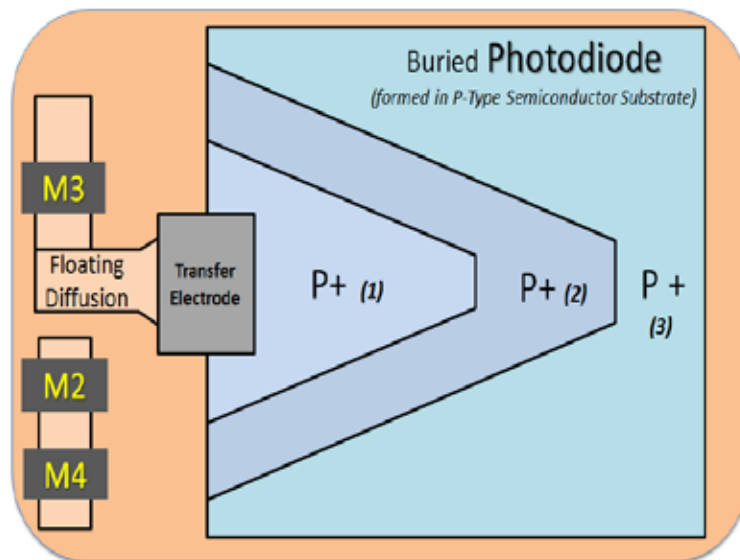 Buried Photodiode
(formed in P-Type Semiconductor Substrate)
M3
Floating
Diffusion
Transfer
Electrode
P+ (1)
P+ (2)
P +
(3)
M2
M4